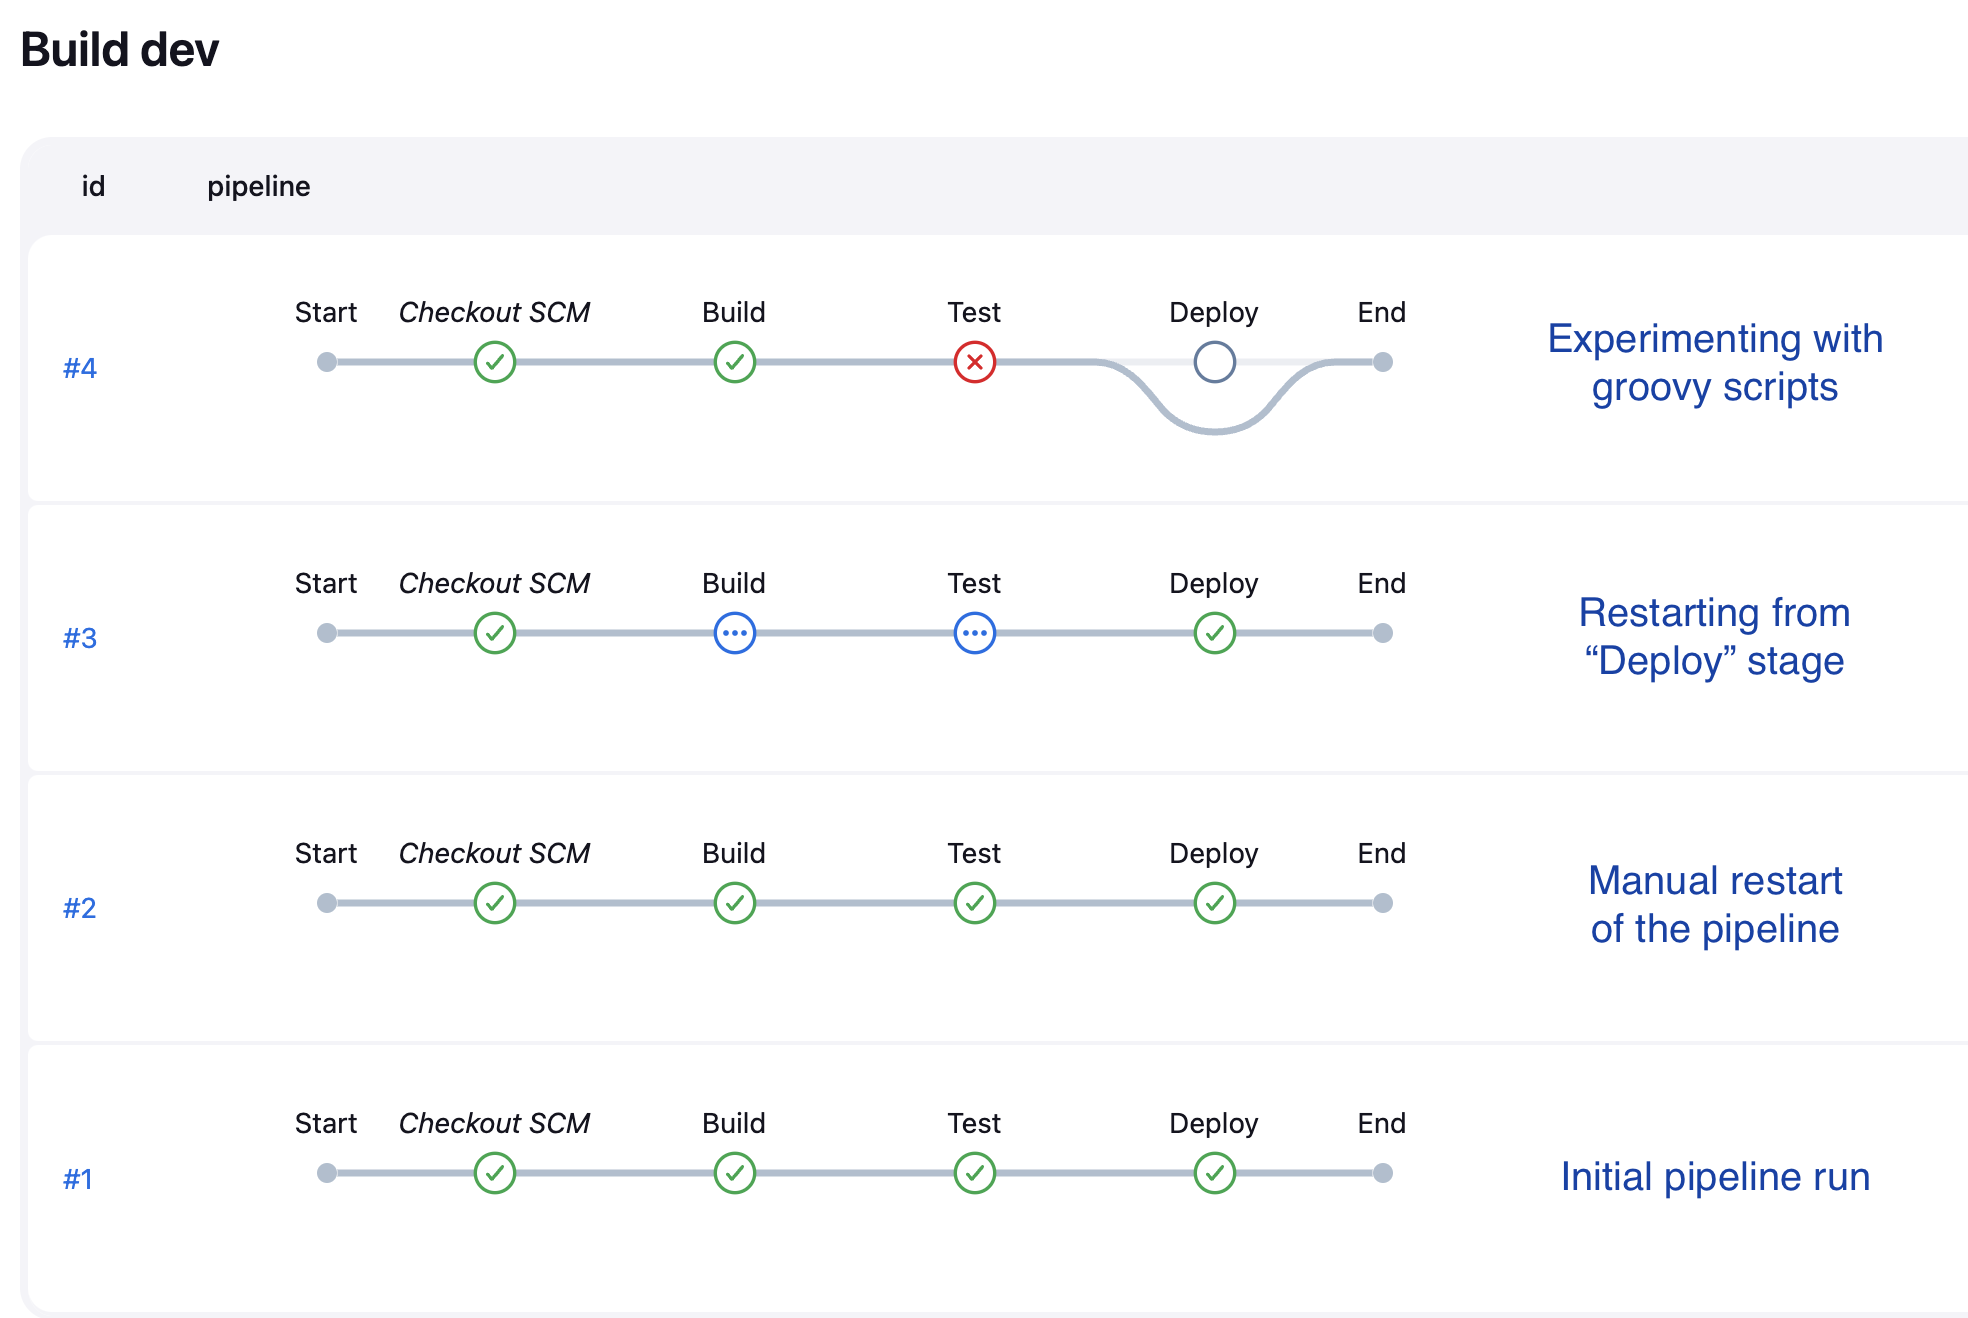 Build dev
id pipeline
Start Checkout SCM Build Test Deploy End
#4
Experimenting with
groovy scripts
Start Checkout SCM Build Test Deploy End
#3
Restarting from
“Deploy” stage
Start Checkout SCM Build Test Deploy End
#2
Manual restart
of the pipeline
Start Checkout SCM Build Test Deploy End
#1
Initial pipeline run